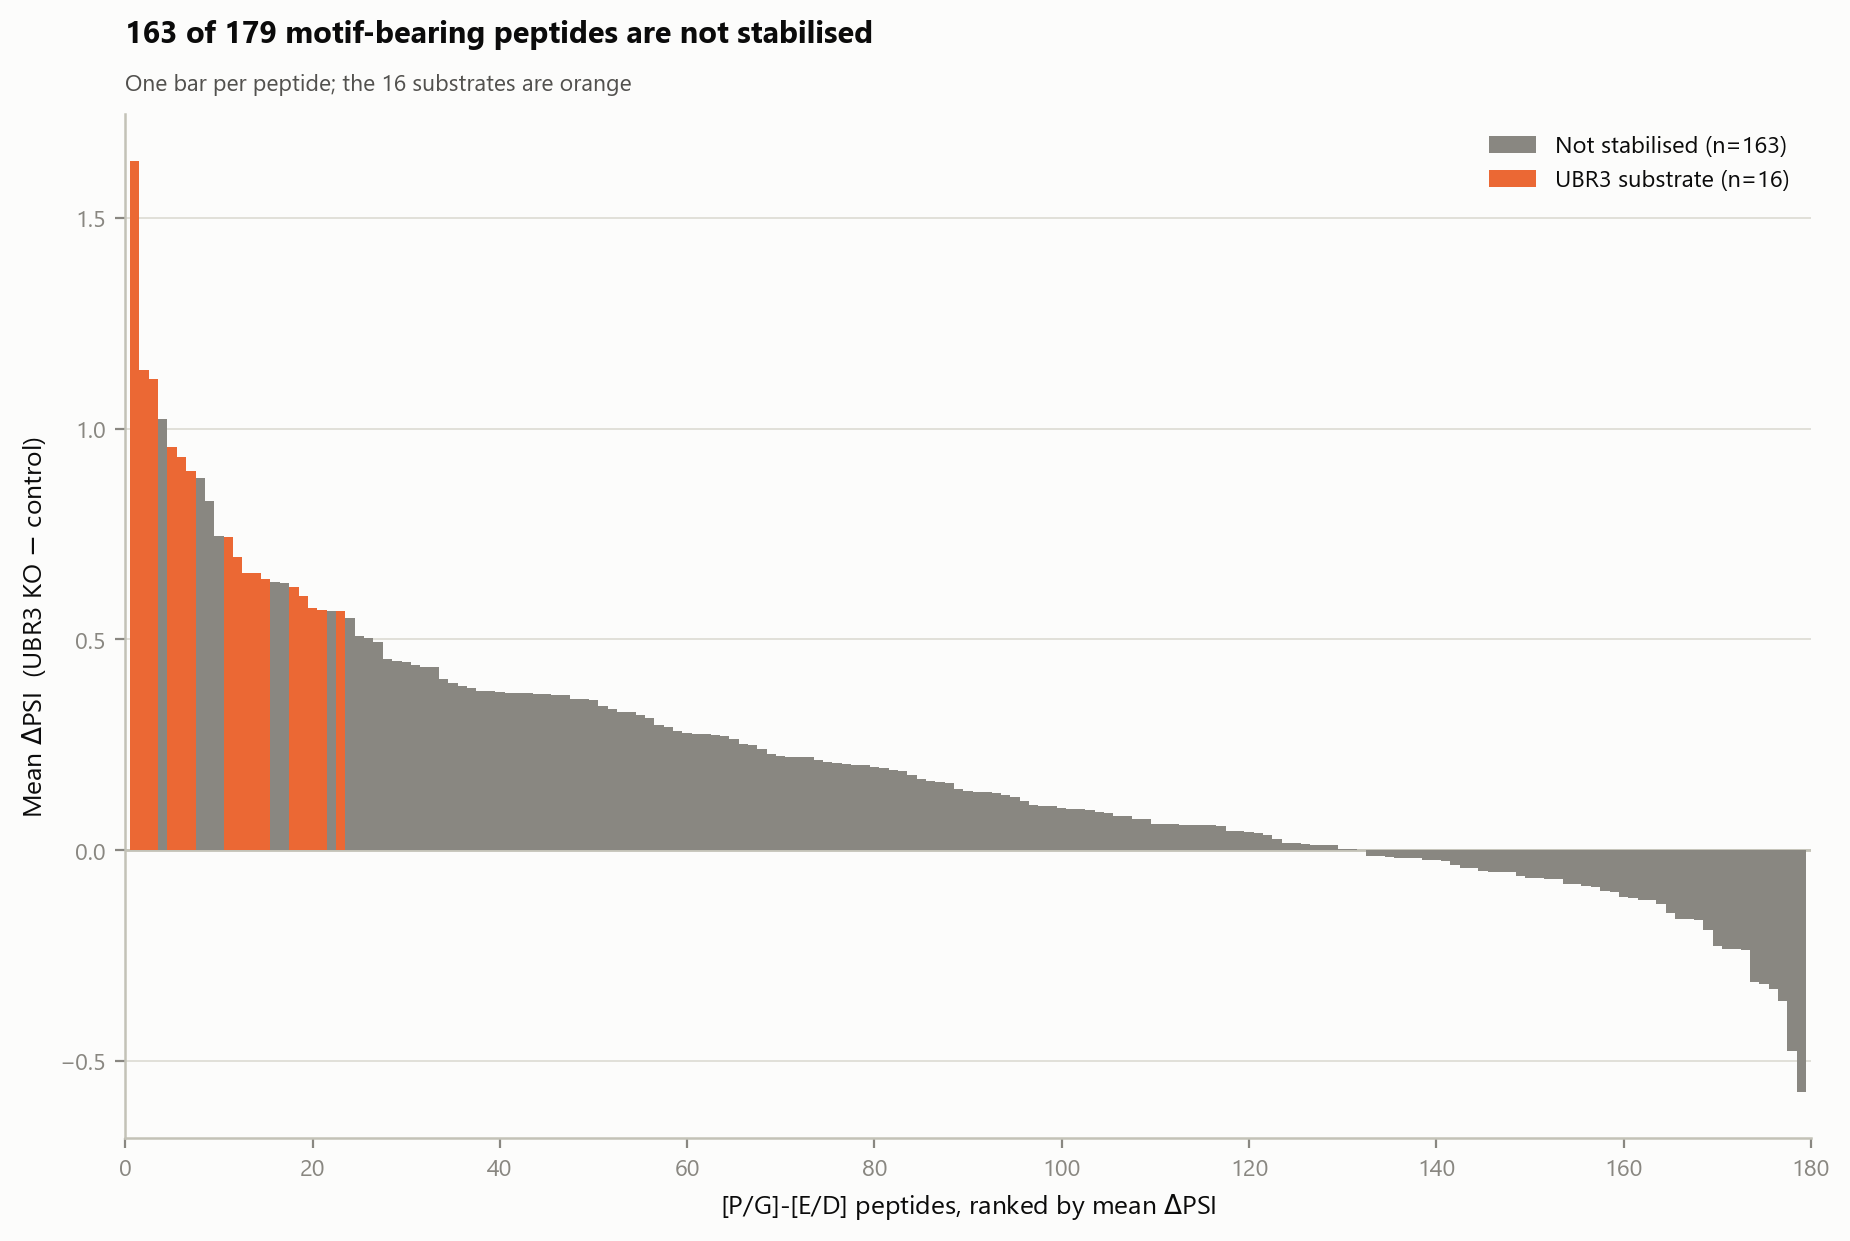 163 of 179 motif-bearing peptides are not stabilised
One bar per peptide; the 16 substrates are orange
Not stabilised (n=163)
UBR3 substrate (n=16)
Mean ΔPSI (UBR3 KO − control)
1.5
1.0
0.5
0.0
−0.5
0 20 40 60 80 100 120 140 160 180
[P/G]-[E/D] peptides, ranked by mean ΔPSI